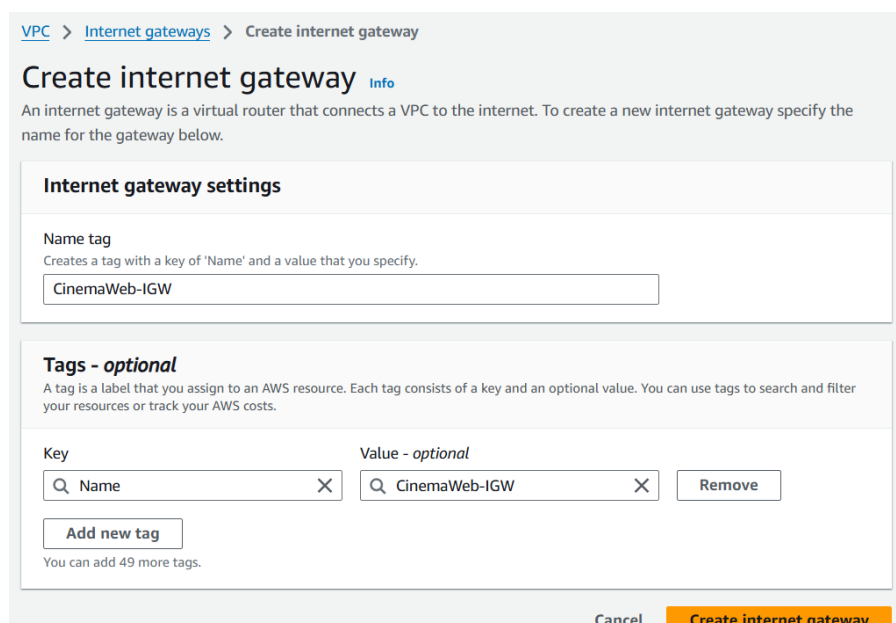 VPC > Internet gateways > Create internet gateway
Create internet gateway Info
An internet gateway is a virtual router that connects a VPC to the internet. To create a new internet gateway specify the
name for the gateway below.
Internet gateway settings
Name tag
Creates a tag with a key of 'Name' and a value that you specify.
CinemaWeb-IGW
Tags - optional
A tag is a label that you assign to an AWS resource. Each tag consists of a key and an optional value. You can use tags to search and filter
your resources or track your AWS costs.
Key Value - optional
Name CinemaWeb-IGW Remove
Add new tag
You can add 49 more tags.
Cancel Create internet gateway